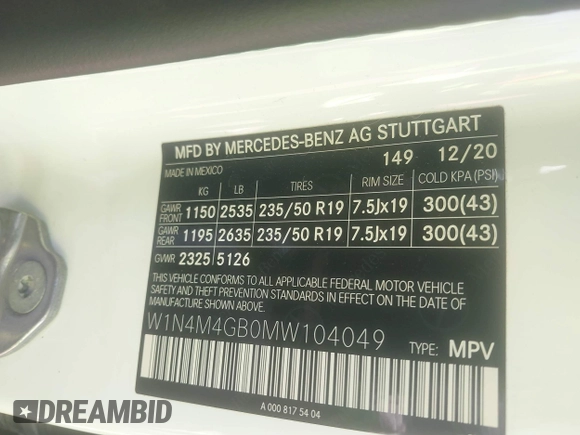 MFD BY MERCEDES-BENZ AG STUTTGART
MADE IN MEXICO 149 12/20
KG LB TIRES RIM SIZE COLD KPA (PSI)
GAWR FRONT 1150 2535 235/50 R19 7.5Jx19 300(43)
GAWR REAR 1195 2635 235/50 R19 7.5Jx19 300(43)
GVWR 2325 5126
THIS VEHICLE CONFORMS TO ALL APPLICABLE FEDERAL MOTOR VEHICLE
SAFETY AND THEFT PREVENTION STANDARDS IN EFFECT ON THE DATE OF
MANUFACTURE SHOWN ABOVE.
W1N4M4GB0MW104049
TYPE: MPV
A 000 817 54 04
DREAMBID